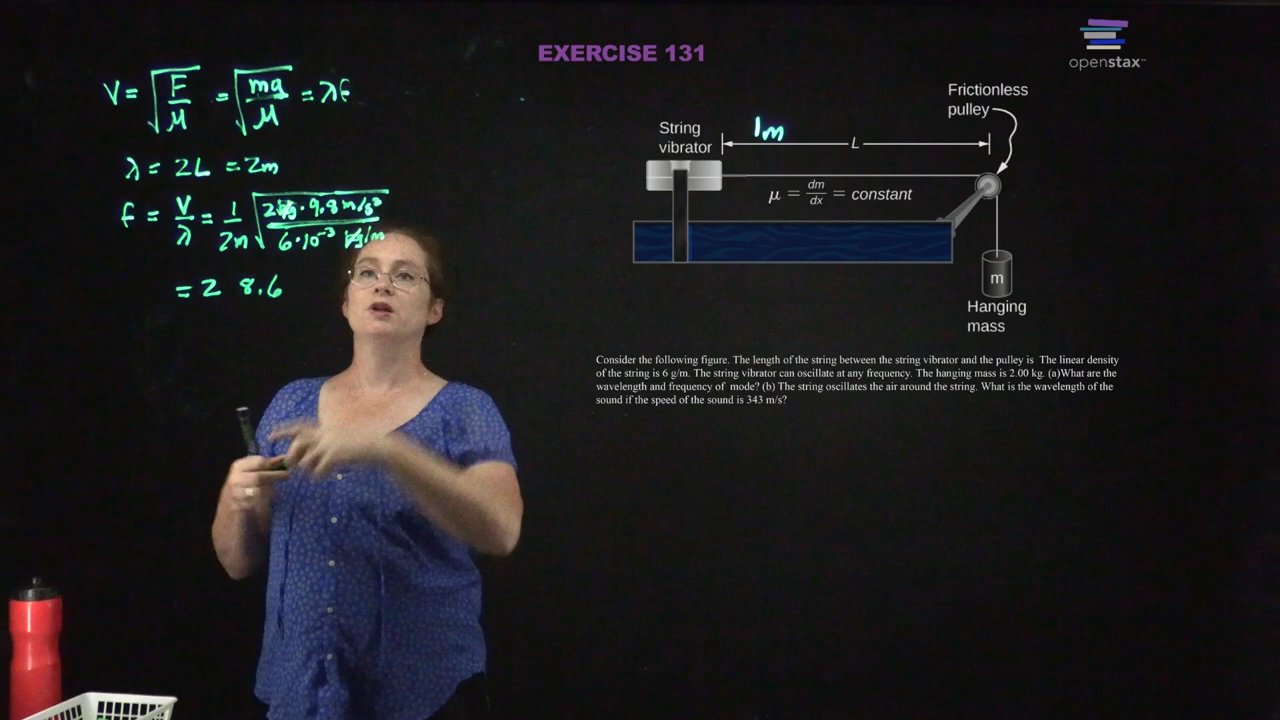 EXERCISE 131
openstax™
V = √(F/μ) = √(mg/μ) = λf
λ = 2L = 2m
f = V/λ = 1/2m √(2kg · 9.8 m/s²/6·10⁻³ kg/m)
= 2 8.6
Frictionless
pulley
1m
String
vibrator
L
μ = dm/dx = constant
m
Hanging
mass
Consider the following figure. The length of the string between the string vibrator and the pulley is The linear density
of the string is 6 g/m. The string vibrator can oscillate at any frequency. The hanging mass is 2.00 kg. (a)What are the
wavelength and frequency of mode? (b) The string oscillates the air around the string. What is the wavelength of the
sound if the speed of the sound is 343 m/s?